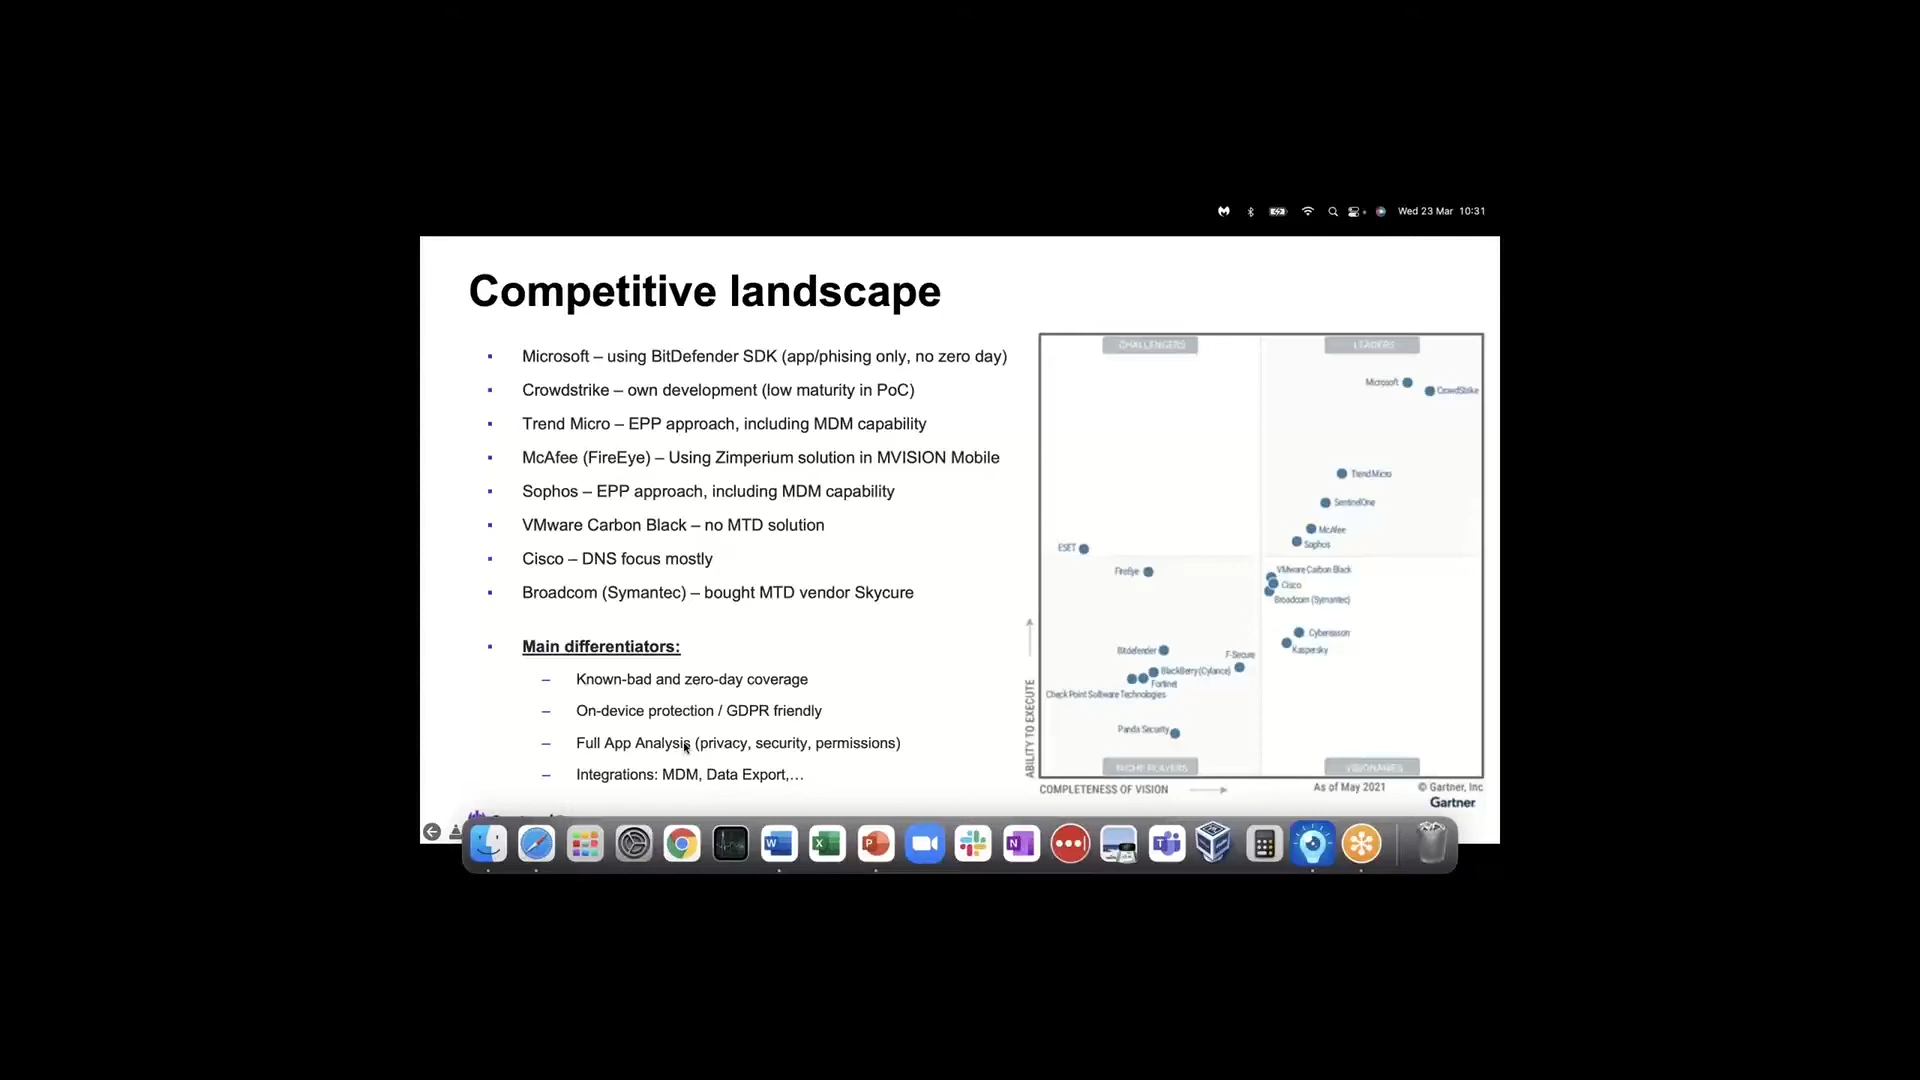 Wed 23 Mar 10:31
Competitive landscape
Microsoft – using BitDefender SDK (app/phising only, no zero day)
Crowdstrike – own development (low maturity in PoC)
Trend Micro – EPP approach, including MDM capability
McAfee (FireEye) – Using Zimperium solution in MVISION Mobile
Sophos – EPP approach, including MDM capability
VMware Carbon Black – no MTD solution
Cisco – DNS focus mostly
Broadcom (Symantec) – bought MTD vendor Skycure
Main differentiators:
– Known-bad and zero-day coverage
– On-device protection / GDPR friendly
– Full App Analysis (privacy, security, permissions)
– Integrations: MDM, Data Export,…
CHALLENGERS
LEADERS
Microsoft
CrowdStrike
Trend Micro
SentinelOne
McAfee
Sophos
ESET
FireEye
VMware Carbon Black
Cisco
Broadcom (Symantec)
Cybereason
Kaspersky
Bitdefender
F-Secure
BlackBerry (Cylance)
Fortinet
Check Point Software Technologies
Panda Security
NICHE PLAYERS
VISIONARIES
ABILITY TO EXECUTE
COMPLETENESS OF VISION
As of May 2021
© Gartner, Inc
Gartner